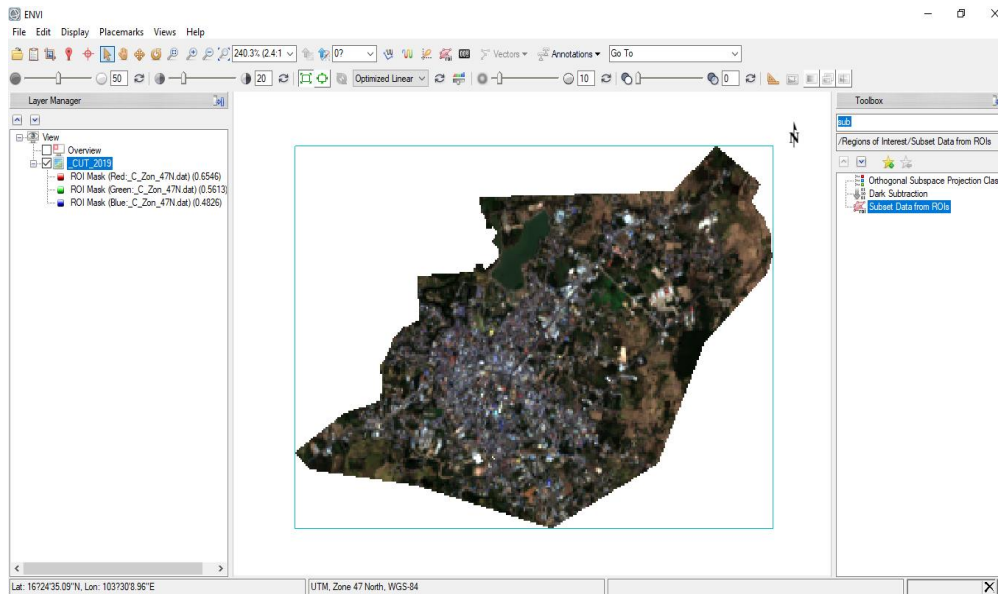 ENVI
File Edit Display Placemarks Views Help
240.3% (2.4:1 0? Vectors Annotations Go To
50 20 Optimized Linear 10 0
Layer Manager
View
Overview
_CUT_2019
ROI Mask (Red:_C_Zon_47N.dat) (0.6546)
ROI Mask (Green:_C_Zon_47N.dat) (0.5613)
ROI Mask (Blue:_C_Zon_47N.dat) (0.4826)
N
Toolbox
sub
/Regions of Interest/Subset Data from ROIs
Orthogonal Subspace Projection Clas
Dark Subtraction
Subset Data from ROIs
Lat: 16?24'35.09"N, Lon: 103?30'8.96"E
UTM, Zone 47 North, WGS-84